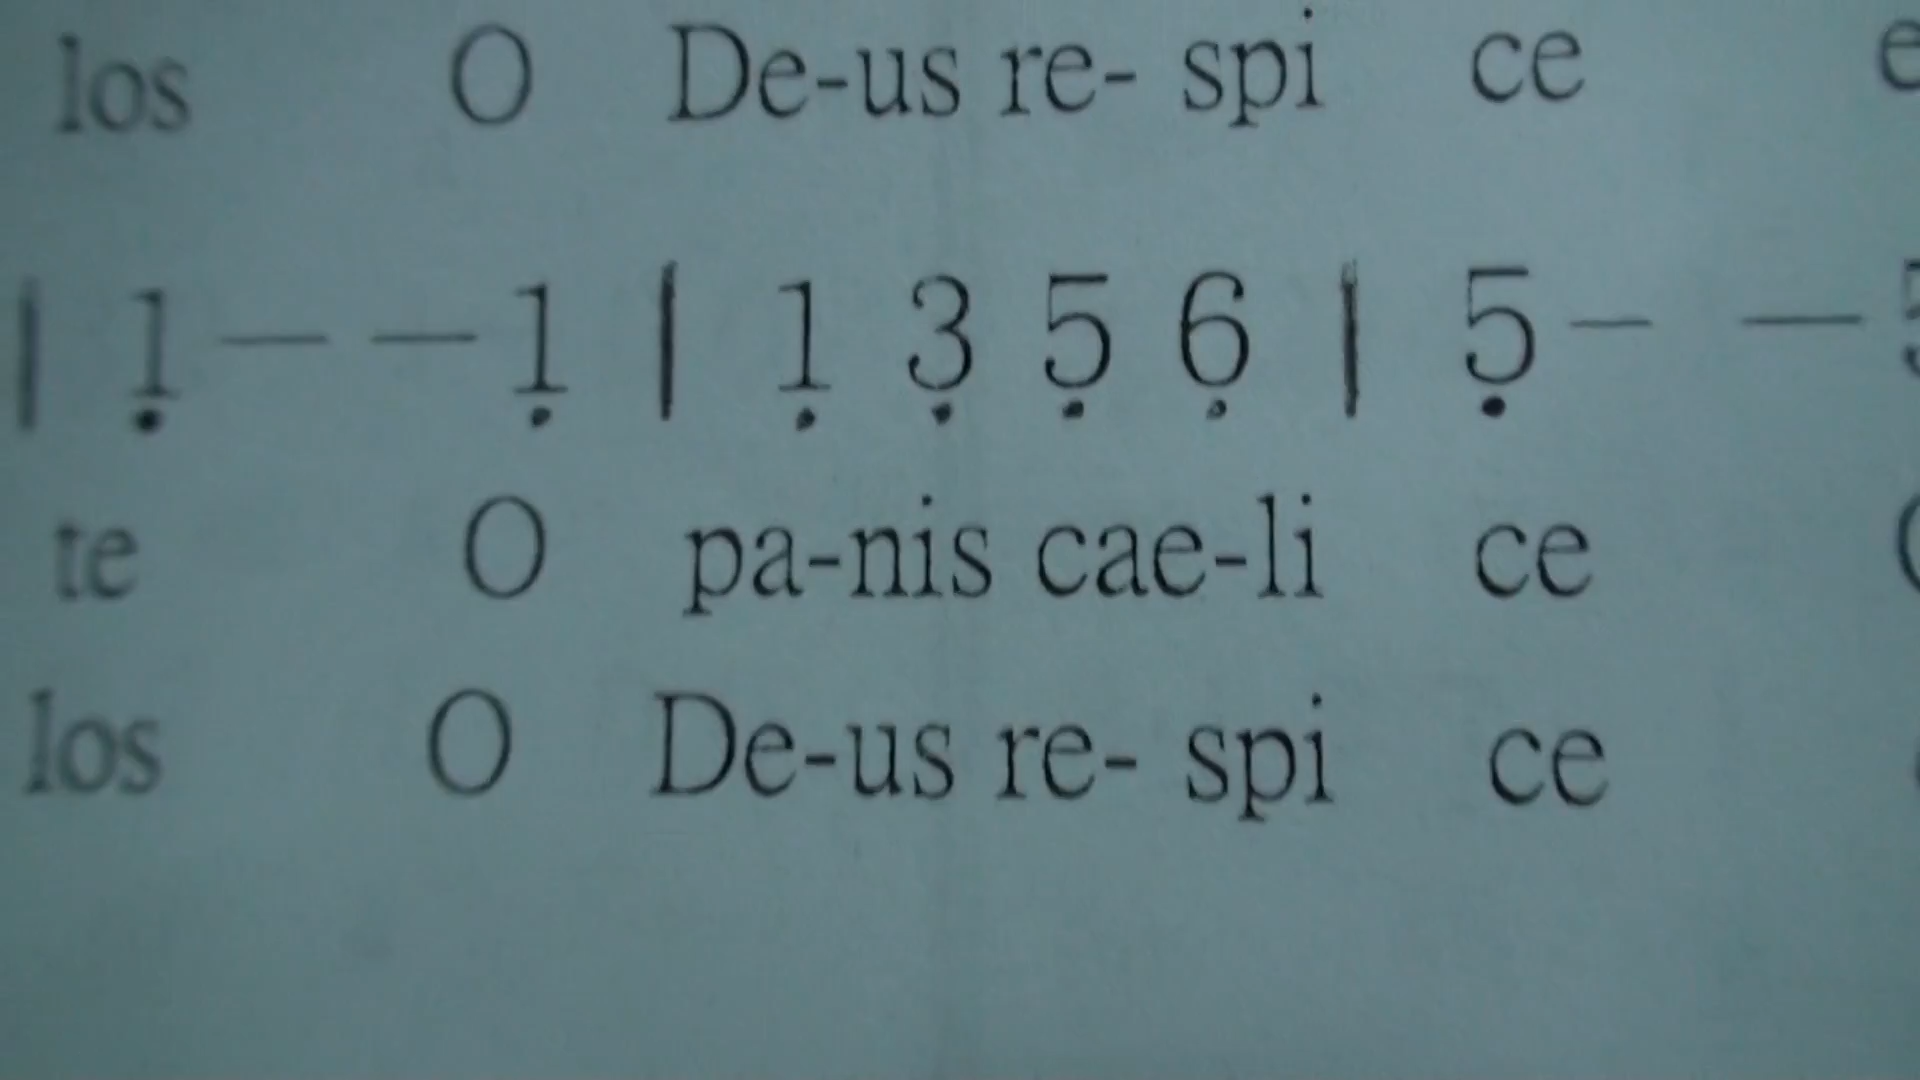 los O De-us re- spi ce e
| 1̣ — — 1̣ | 1̣ 3̣ 5̣ 6̣ | 5̣ — — 5
te O pa-nis cae-li ce
los O De-us re- spi ce